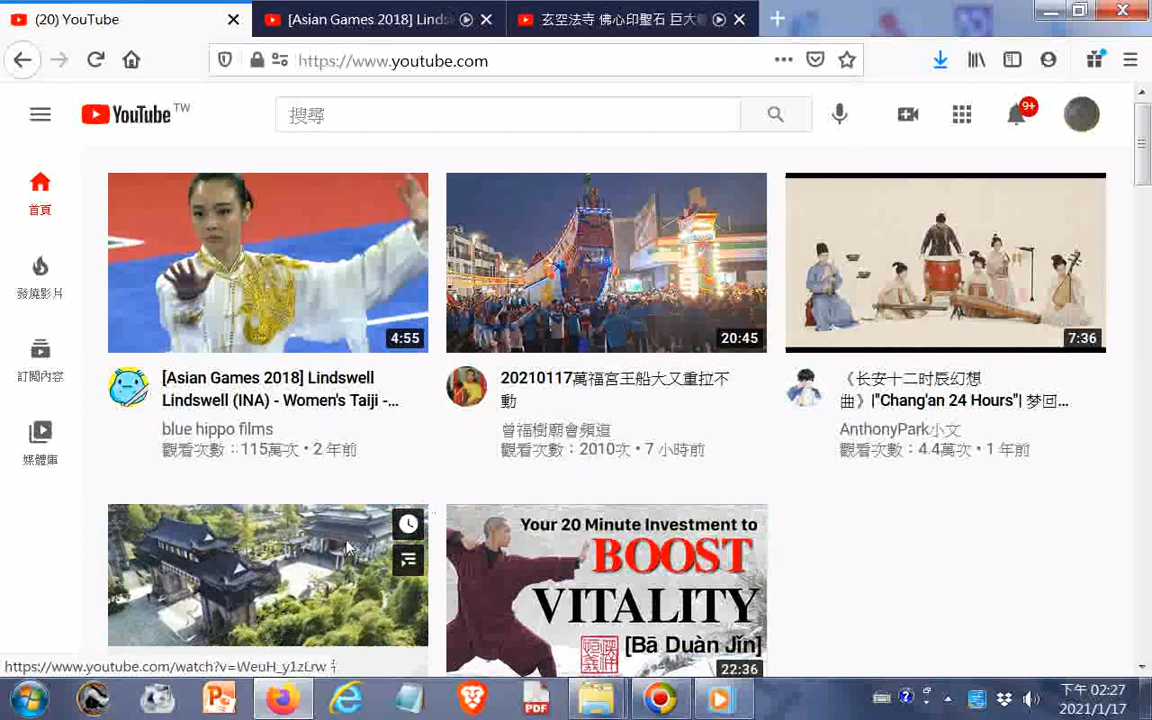 (20) YouTube
[Asian Games 2018] Linds
玄空法寺 佛心印聖石 巨大
https://www.youtube.com
YouTube TW
搜尋
9+
首頁
發燒影片
訂閱內容
媒體庫
4:55
20:45
7:36
[Asian Games 2018] Lindswell
Lindswell (INA) - Women's Taiji -...
blue hippo films
觀看次數：115萬次 • 2 年前
20210117萬福宮王船大又重拉不
動
曾福樹廟會頻道
觀看次數：2010次 • 7 小時前
《长安十二时辰幻想
曲》|"Chang'an 24 Hours"| 梦回...
AnthonyPark小文
觀看次數：4.4萬次 • 1 年前
Your 20 Minute Investment to
BOOST
VITALITY
[Bā Duàn Jǐn]
22:36
https://www.youtube.com/watch?v=WeuH_y1zLrw
PDF
下午 02:27
2021/1/17